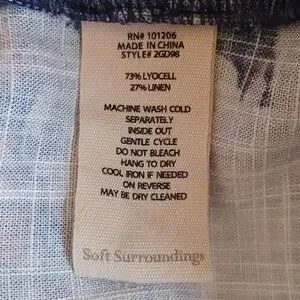 RN# 101206
MADE IN CHINA
STYLE# 2GD98
73% LYOCELL
27% LINEN
MACHINE WASH COLD
SEPARATELY
INSIDE OUT
GENTLE CYCLE
DO NOT BLEACH
HANG TO DRY
COOL IRON IF NEEDED
ON REVERSE
MAY BE DRY CLEANED
Soft Surroundings